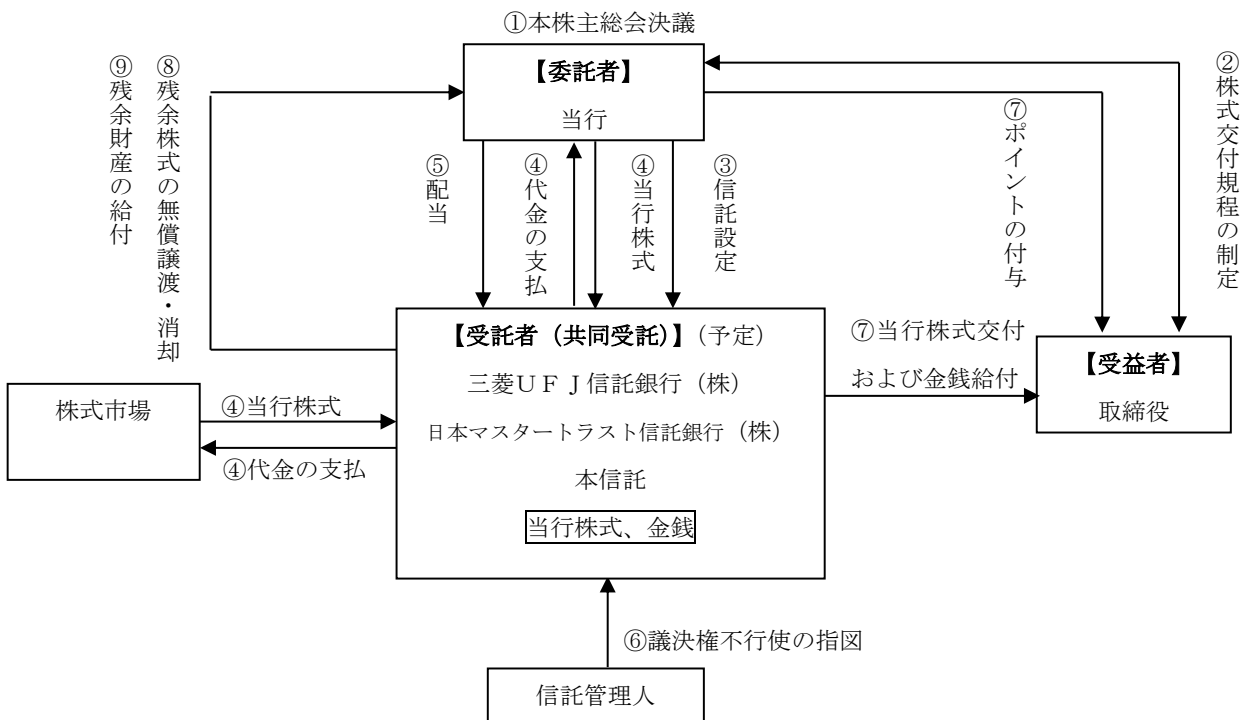 ①本株主総会決議
【委託者】
当行
⑨残余財産の給付
⑧残余株式の無償譲渡・消却
⑤配当
④代金の支払
④当行株式
③信託設定
⑦ポイントの付与
②株式交付規程の制定
【受託者（共同受託）】（予定）
三菱ＵＦＪ信託銀行（株）
日本マスタートラスト信託銀行（株）
本信託
当行株式、金銭
⑦当行株式交付
および金銭給付
【受益者】
取締役
株式市場
④当行株式
④代金の支払
⑥議決権不行使の指図
信託管理人